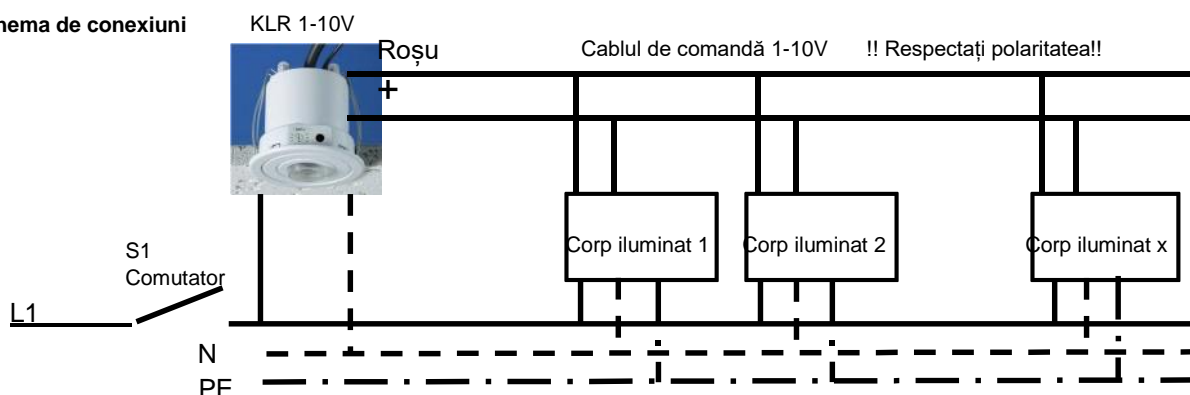 hema de conexiuni
KLR 1-10V
Roșu
+
Cablul de comandă 1-10V
!! Respectați polaritatea!!
S1
Comutator
Corp iluminat 1
Corp iluminat 2
Corp iluminat x
L1
N
PE